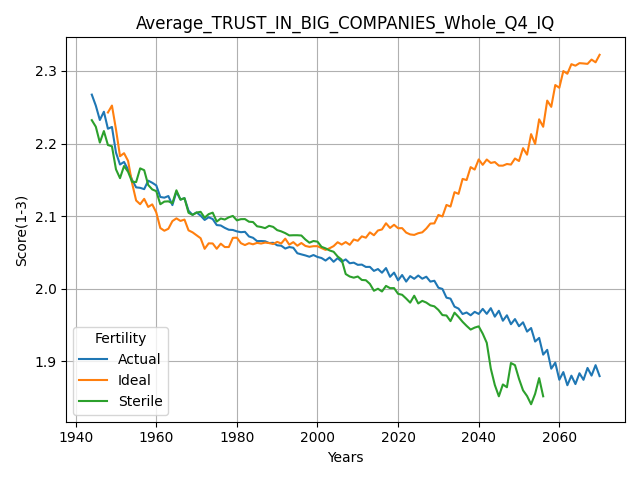 Average_TRUST_IN_BIG_COMPANIES_Whole_Q4_IQ
Score(1-3)
2.3
2.2
2.1
2.0
1.9
Fertility
Actual
Ideal
Sterile
1940 1960 1980 2000 2020 2040 2060
Years